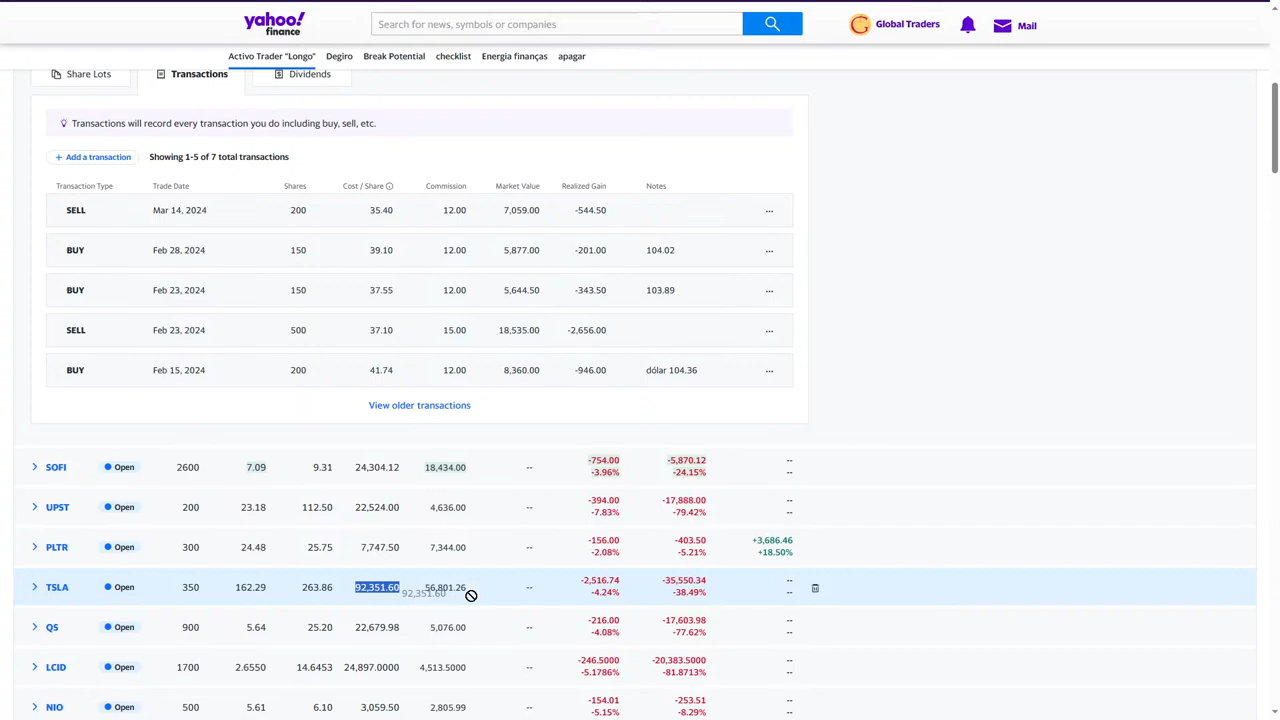 yahoo!
finance
Search for news, symbols or companies
G Global Traders
Mail
Activo Trader "Longo" Degiro Break Potential checklist Energia finanças apagar
Share Lots Transactions Dividends
Transactions will record every transaction you do including buy, sell, etc.
+ Add a transaction Showing 1-5 of 7 total transactions
Transaction Type Trade Date Shares Cost / Share Commission Market Value Realized Gain Notes
SELL Mar 14, 2024 200 35.40 12.00 7,059.00 -544.50 ...
BUY Feb 28, 2024 150 39.10 12.00 5,877.00 -201.00 104.02 ...
BUY Feb 23, 2024 150 37.55 12.00 5,644.50 -343.50 103.89 ...
SELL Feb 23, 2024 500 37.10 15.00 18,535.00 -2,656.00 ...
BUY Feb 15, 2024 200 41.74 12.00 8,360.00 -946.00 dólar 104.36 ...
View older transactions
SOFI Open 2600 7.09 9.31 24,304.12 18,434.00 -- -754.00 -5,870.12 --
-3.96% -24.15% --
UPST Open 200 23.18 112.50 22,524.00 4,636.00 -- -394.00 -17,888.00 --
-7.83% -79.42% --
PLTR Open 300 24.48 25.75 7,747.50 7,344.00 -- -156.00 -403.50 +3,686.46
-2.08% -5.21% +18.50%
TSLA Open 350 162.29 263.86 92,351.60 56,801.26 -- -2,516.74 -35,550.34 --
92,351.60
-4.24% -38.49% --
QS Open 900 5.64 25.20 22,679.98 5,076.00 -- -216.00 -17,603.98 --
-4.08% -77.62% --
LCID Open 1700 2.6550 14.6453 24,897.0000 4,513.5000 -- -246.5000 -20,383.5000 --
-5.1786% -81.8713% --
NIO Open 500 5.61 6.10 3,059.50 2,805.99 -- -154.01 -253.51 --
-5.15% -8.29% --